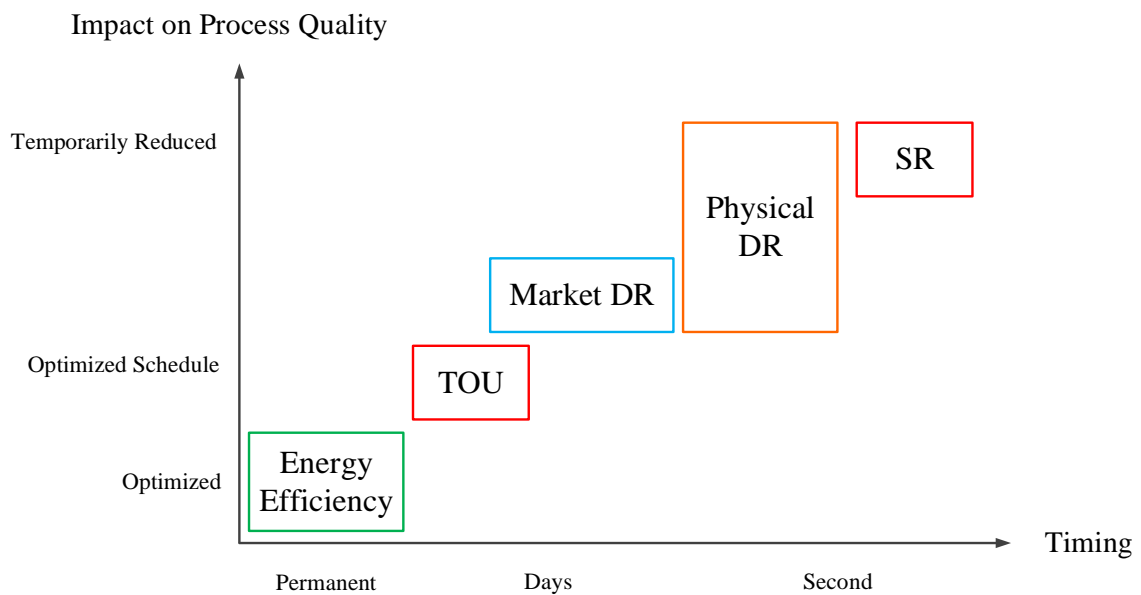 Impact on Process Quality
Temporarily Reduced
SR
Physical
DR
Market DR
Optimized Schedule
TOU
Energy
Efficiency
Optimized
Timing
Permanent
Days
Second